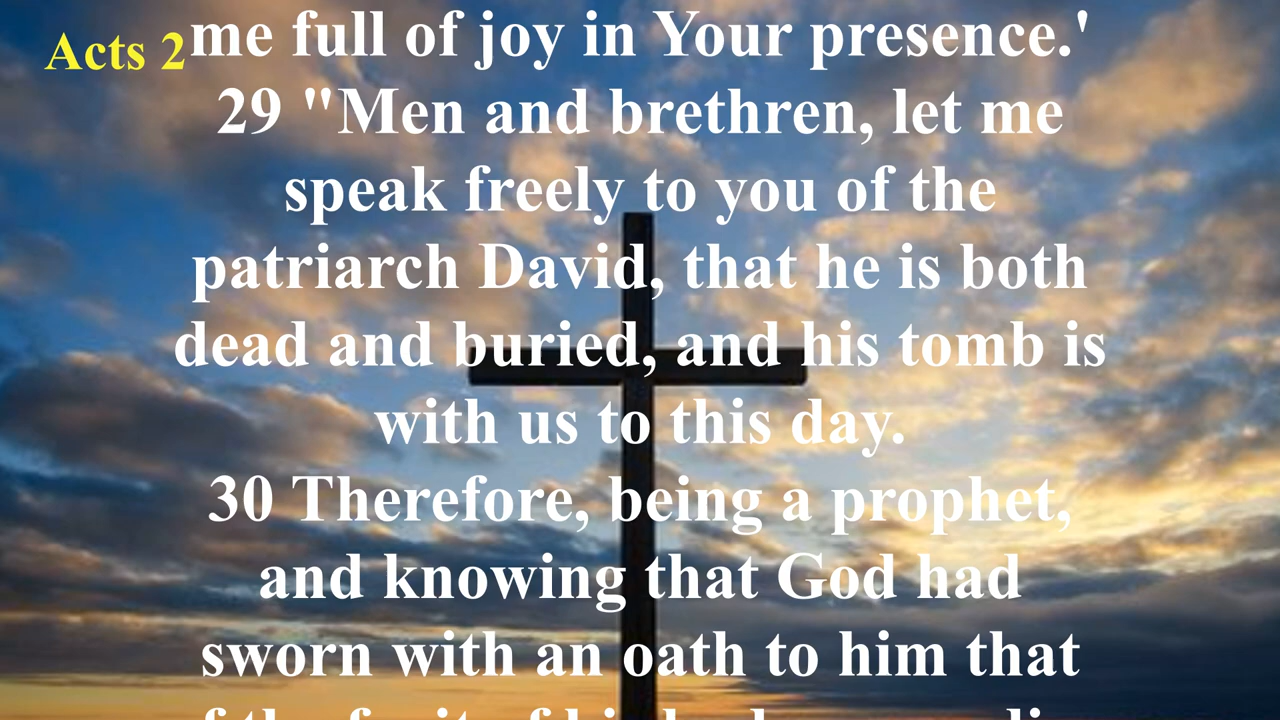 Acts 2
me full of joy in Your presence.'
29 "Men and brethren, let me
speak freely to you of the
patriarch David, that he is both
dead and buried, and his tomb is
with us to this day.
30 Therefore, being a prophet,
and knowing that God had
sworn with an oath to him that